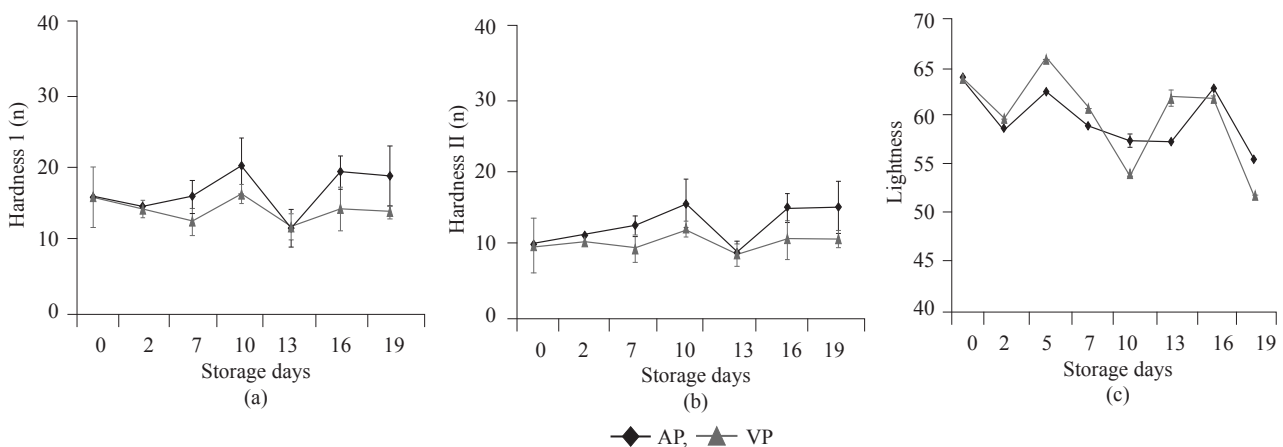 40
30
20
10
0
Hardness 1 (n)
0 2 7 10 13 16 19
Storage days
(a)
40
30
20
10
0
Hardness II (n)
0 2 7 10 13 16 19
Storage days
(b)
70
65
60
55
50
45
40
Lightness
0 2 5 7 10 13 16 19
Storage days
(c)
AP, VP